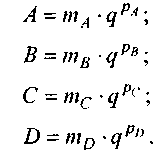 A = m_A · q^{p_A};
B = m_B · q^{p_B};
C = m_C · q^{p_C};
D = m_D · q^{p_D}.